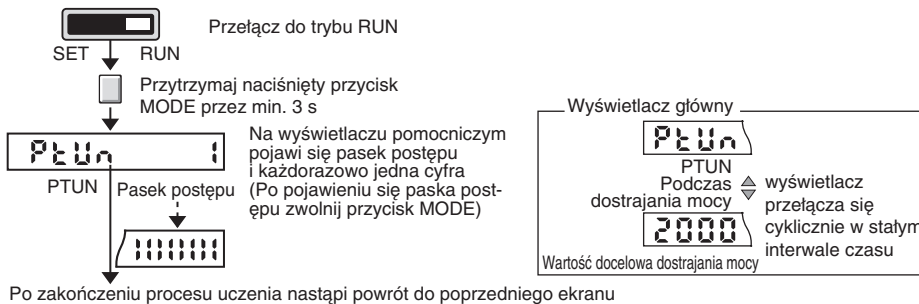 Przełącz do trybu RUN
SET RUN
Przytrzymaj naciśnięty przycisk
MODE przez min. 3 s
PtUn 1
PTUN
Na wyświetlaczu pomocniczym
pojawi się pasek postępu
i każdorazowo jedna cyfra
(Po pojawieniu się paska post-
ępu zwolnij przycisk MODE)
Pasek postępu
Wyświetlacz główny
PtUn
PTUN
Podczas
dostrajania mocy
2000
Wartość docelowa dostrajania mocy
wyświetlacz
przełącza się
cyklicznie w stałym
interwale czasu
Po zakończeniu procesu uczenia nastąpi powrót do poprzedniego ekranu